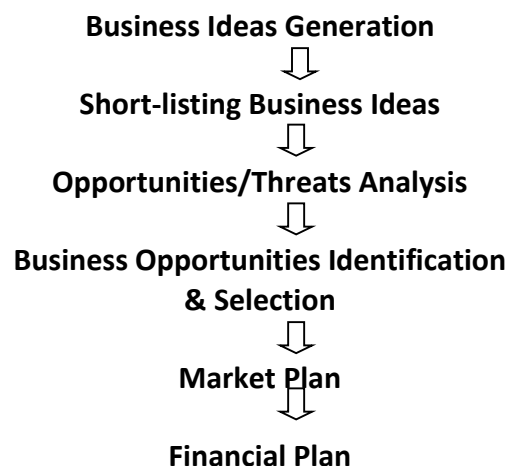 Business Ideas Generation
Short-listing Business Ideas
Opportunities/Threats Analysis
Business Opportunities Identification
& Selection
Market Plan
Financial Plan